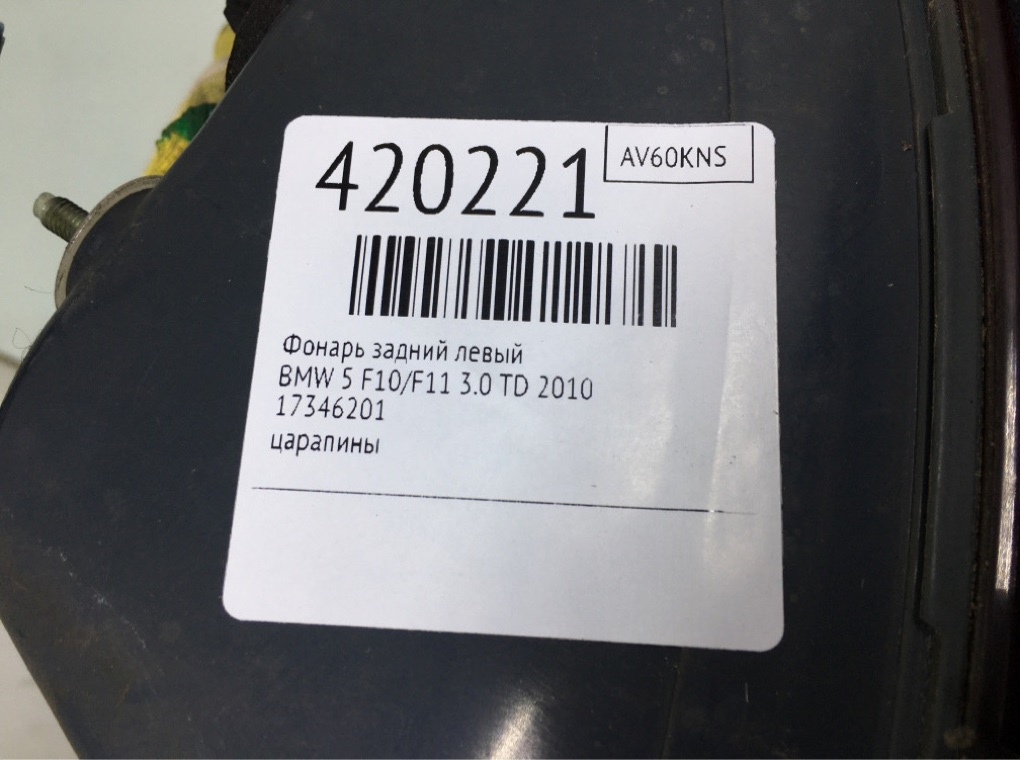 420221
AV60KNS
Фонарь задний левый
BMW 5 F10/F11 3.0 TD 2010
17346201
царапины